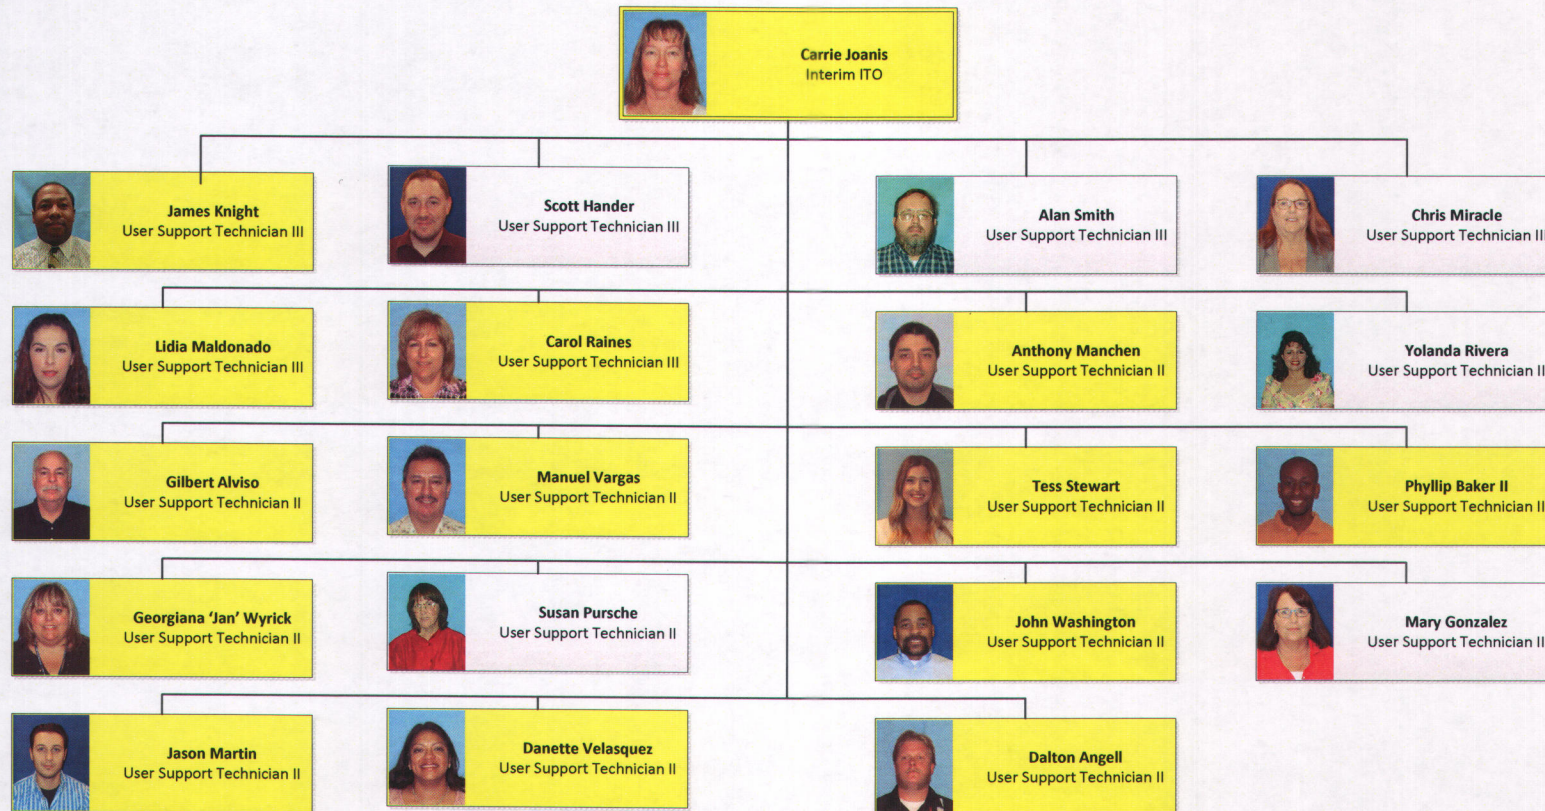 Carrie Joanis
Interim ITO
James Knight
User Support Technician III
Scott Hander
User Support Technician III
Alan Smith
User Support Technician III
Chris Miracle
User Support Technician III
Lidia Maldonado
User Support Technician III
Carol Raines
User Support Technician III
Anthony Manchen
User Support Technician II
Yolanda Rivera
User Support Technician II
Gilbert Alviso
User Support Technician II
Manuel Vargas
User Support Technician II
Tess Stewart
User Support Technician II
Phyllip Baker II
User Support Technician II
Georgiana ‘Jan’ Wyrick
User Support Technician II
Susan Pursche
User Support Technician II
John Washington
User Support Technician II
Mary Gonzalez
User Support Technician II
Jason Martin
User Support Technician II
Danette Velasquez
User Support Technician II
Dalton Angell
User Support Technician II